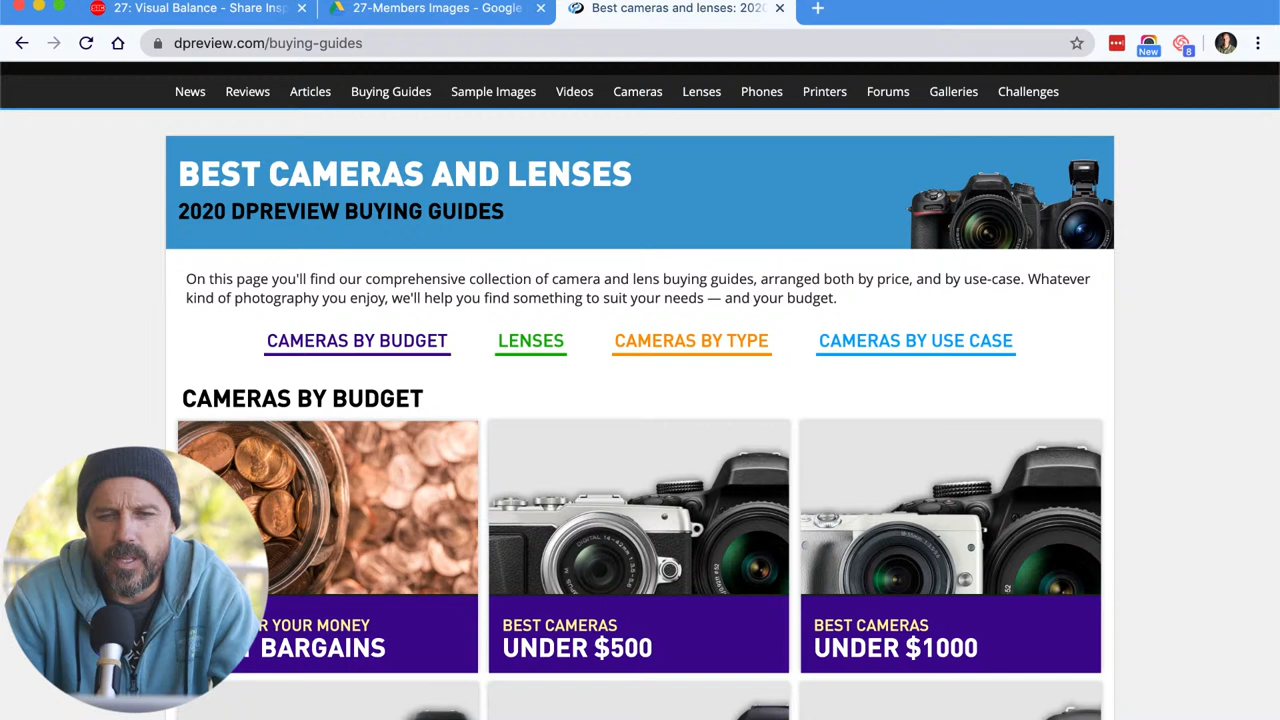 27: Visual Balance - Share Insp
27-Members Images - Google
Best cameras and lenses: 202
dpreview.com/buying-guides
New
8
News Reviews Articles Buying Guides Sample Images Videos Cameras Lenses Phones Printers Forums Galleries Challenges
BEST CAMERAS AND LENSES
2020 DPREVIEW BUYING GUIDES
On this page you'll find our comprehensive collection of camera and lens buying guides, arranged both by price, and by use-case. Whatever
kind of photography you enjoy, we'll help you find something to suit your needs — and your budget.
CAMERAS BY BUDGET LENSES CAMERAS BY TYPE CAMERAS BY USE CASE
CAMERAS BY BUDGET
R YOUR MONEY
BARGAINS
BEST CAMERAS
UNDER $500
BEST CAMERAS
UNDER $1000